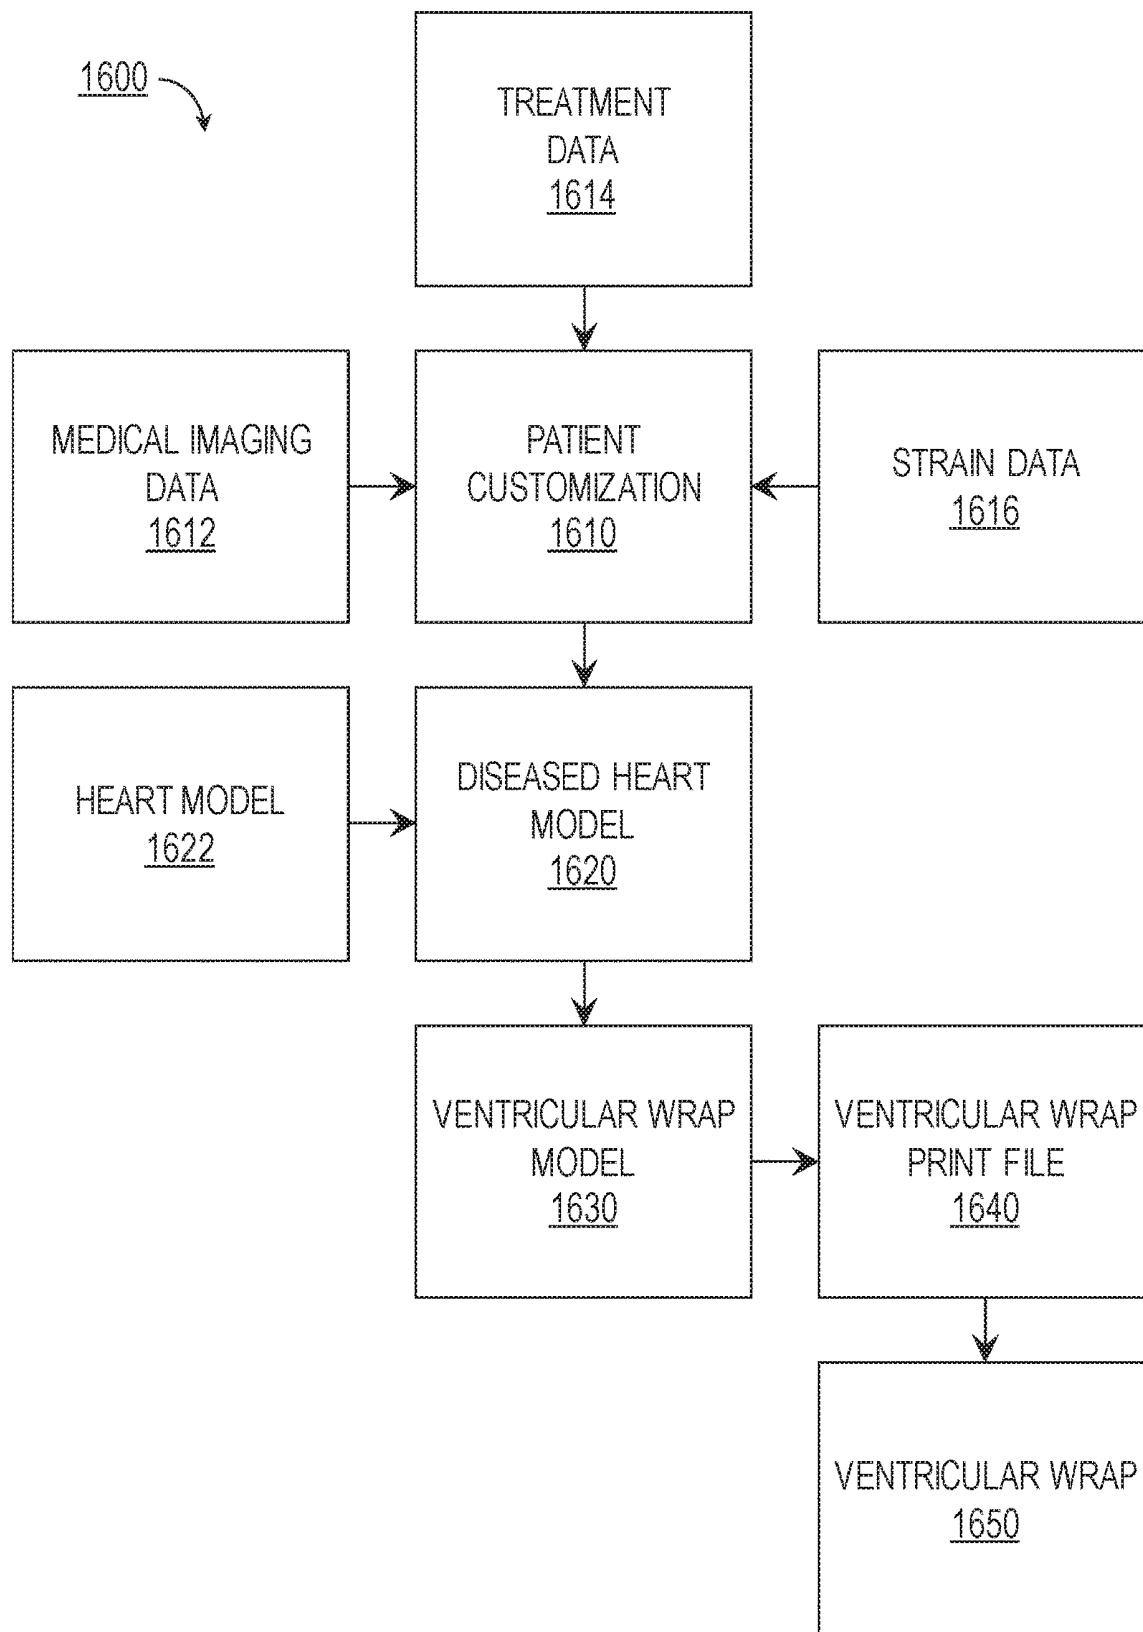 1600
TREATMENT
DATA
1614
MEDICAL IMAGING
DATA
1612
PATIENT
CUSTOMIZATION
1610
STRAIN DATA
1616
HEART MODEL
1622
DISEASED HEART
MODEL
1620
VENTRICULAR WRAP
MODEL
1630
VENTRICULAR WRAP
PRINT FILE
1640
VENTRICULAR WRAP
1650